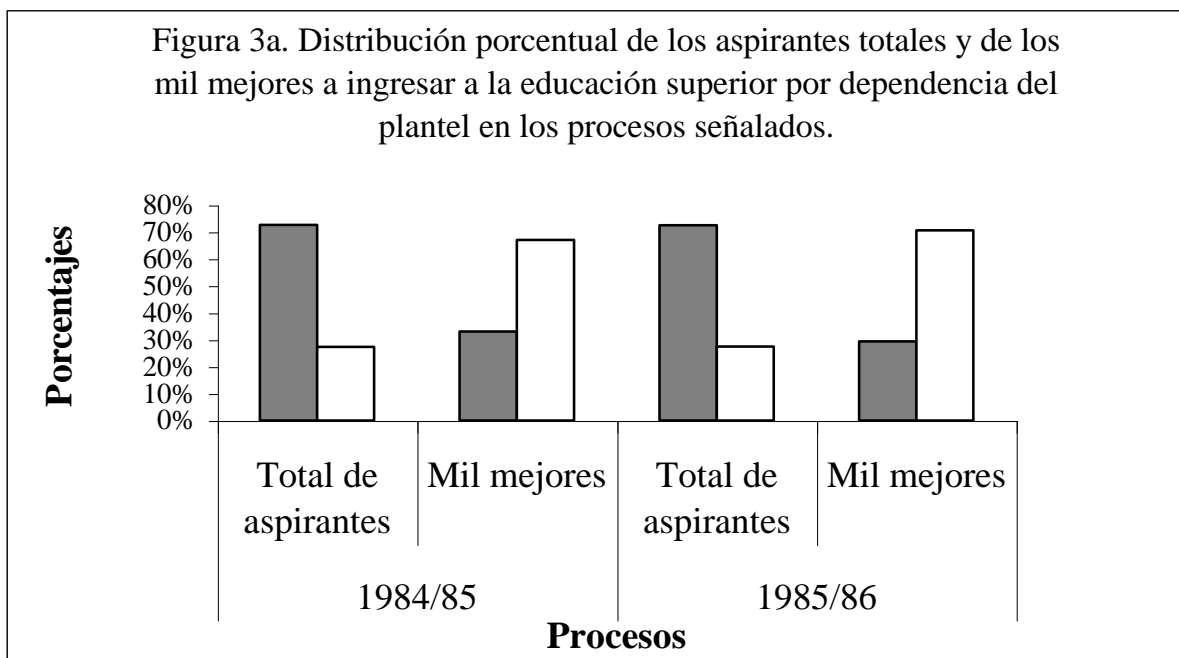 Figura 3a. Distribución porcentual de los aspirantes totales y de los
mil mejores a ingresar a la educación superior por dependencia del
plantel en los procesos señalados.
Porcentajes
80%
70%
60%
50%
40%
30%
20%
10%
0%
Total de
aspirantes
Mil mejores
Total de
aspirantes
Mil mejores
1984/85
1985/86
Procesos